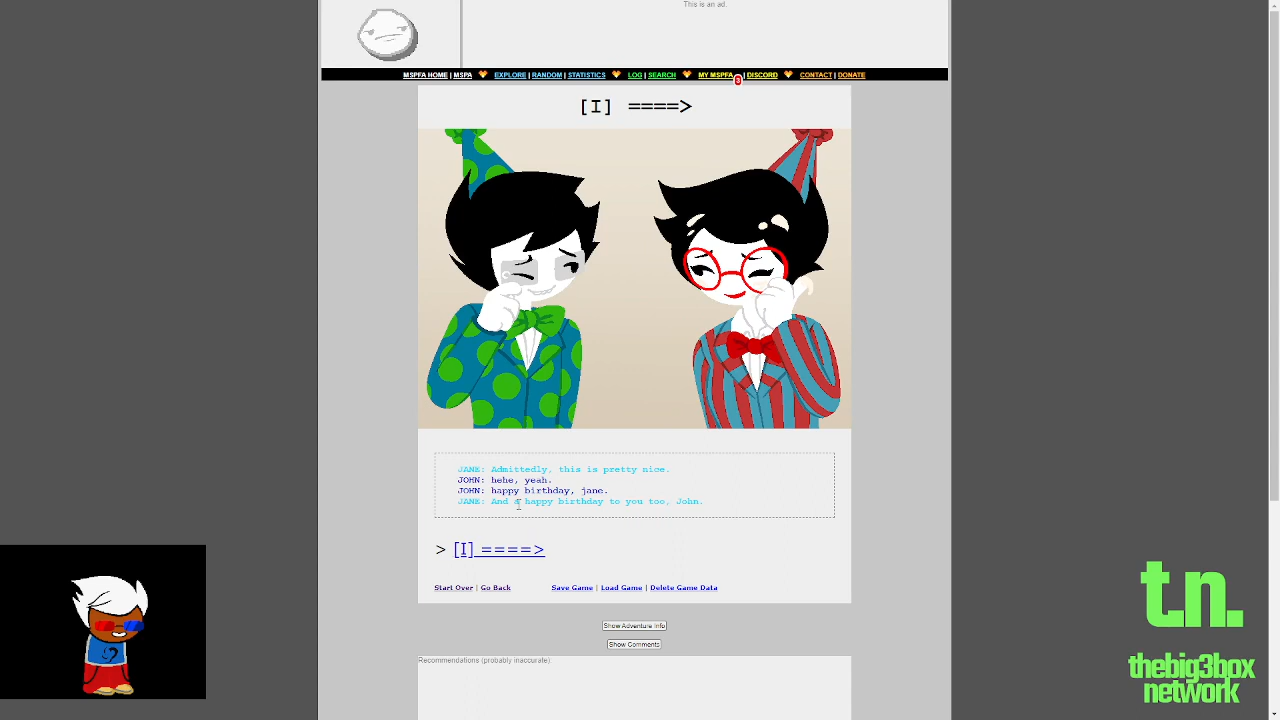 This is an ad.
MSPFA HOME | MSPA EXPLORE | RANDOM | STATISTICS LOG | SEARCH MY MSPFA 3 | DISCORD CONTACT | DONATE
[I] ====>
JANE: Admittedly, this is pretty nice.
JOHN: hehe, yeah.
JOHN: happy birthday, jane.
JANE: And a happy birthday to you too, John.
> [I] ====>
Start Over | Go Back Save Game | Load Game | Delete Game Data
Show Adventure Info
Show Comments
Recommendations (probably inaccurate)
tn.
thebig3box
network